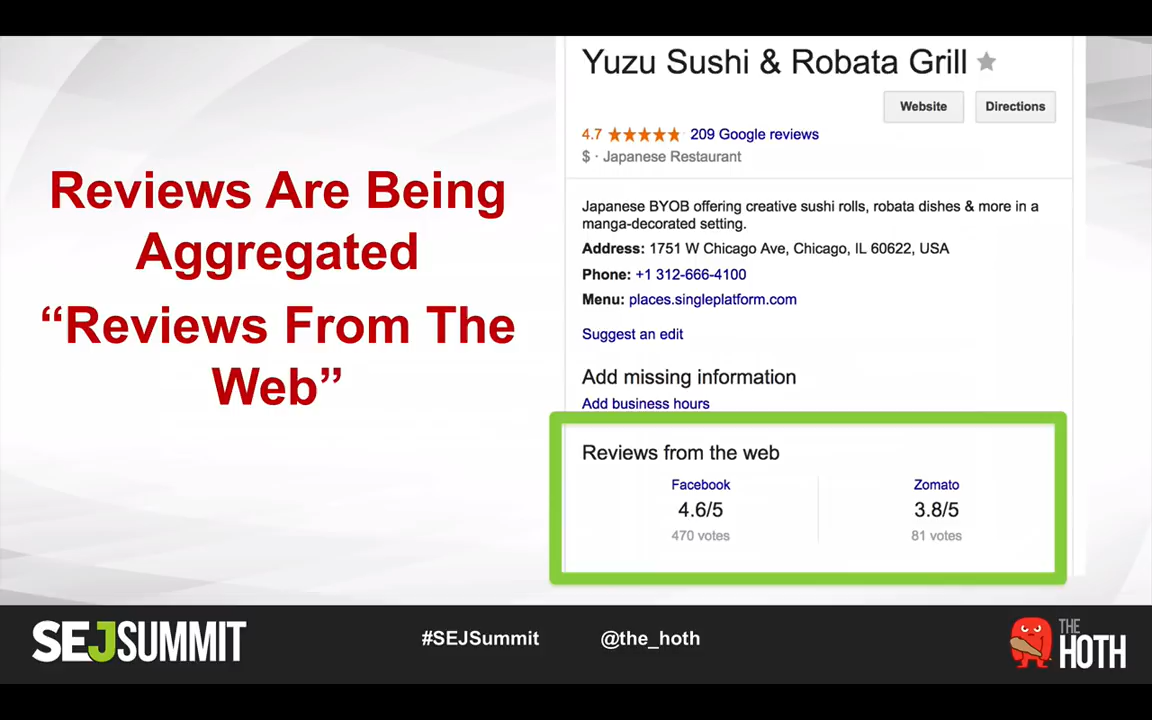 Reviews Are Being
Aggregated
“Reviews From The
Web”
Yuzu Sushi & Robata Grill
Website
Directions
4.7
209 Google reviews
$ · Japanese Restaurant
Japanese BYOB offering creative sushi rolls, robata dishes & more in a
manga-decorated setting.
Address: 1751 W Chicago Ave, Chicago, IL 60622, USA
Phone: +1 312-666-4100
Menu: places.singleplatform.com
Suggest an edit
Add missing information
Add business hours
Reviews from the web
Facebook
4.6/5
470 votes
Zomato
3.8/5
81 votes
SEJSUMMIT
#SEJSummit
@the_hoth
THE
HOTH